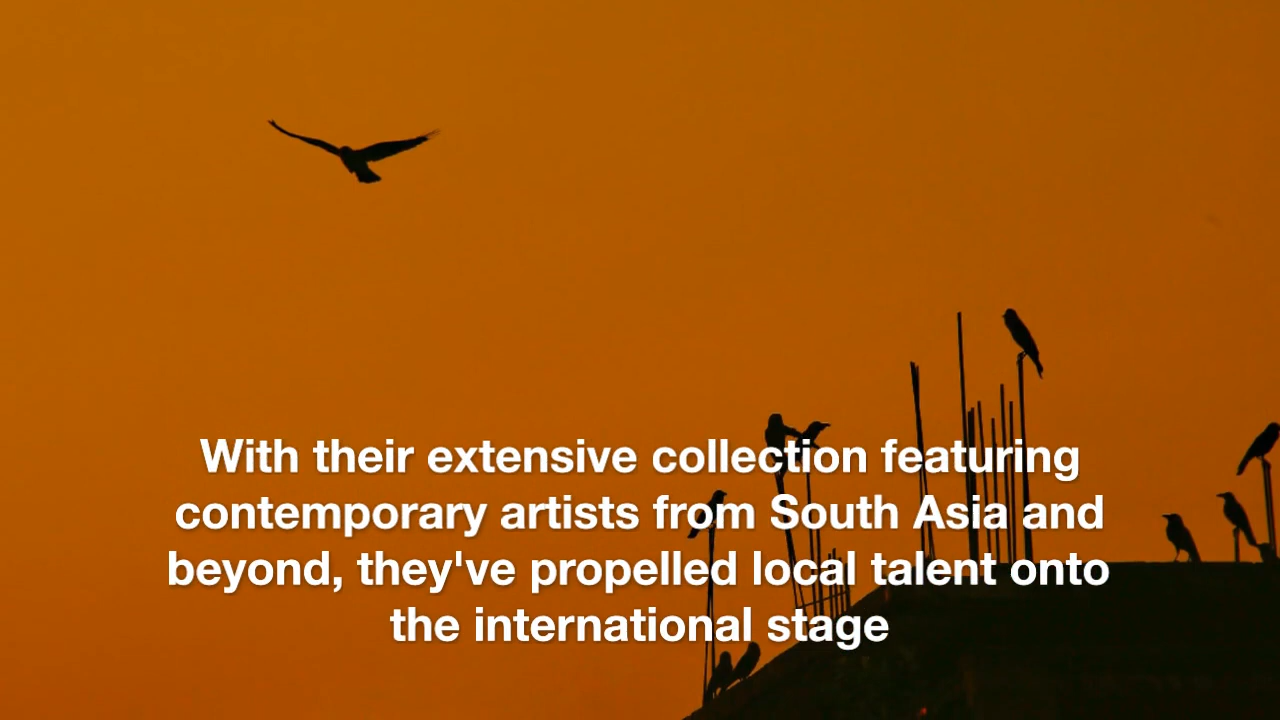 With their extensive collection featuring
contemporary artists from South Asia and
beyond, they've propelled local talent onto
the international stage